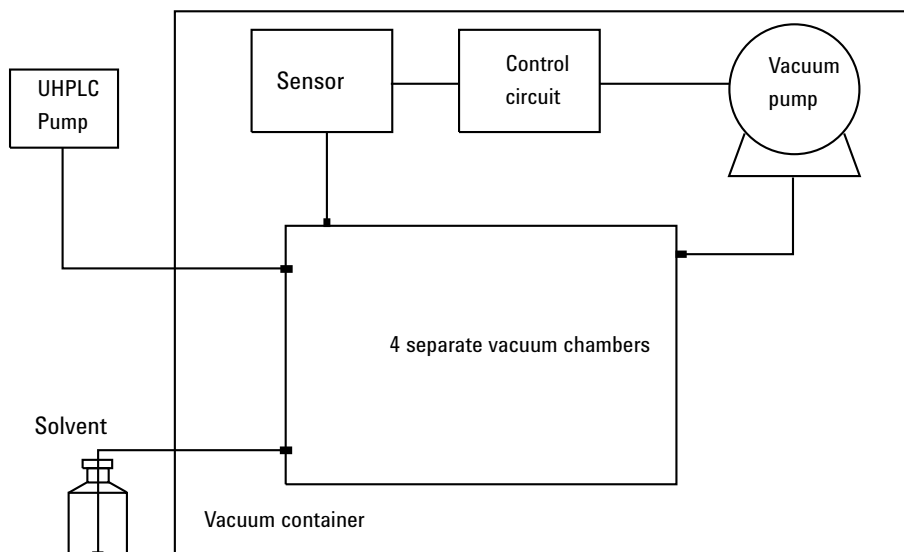 UHPLC
Pump
Sensor
Control
circuit
Vacuum
pump
4 separate vacuum chambers
Solvent
Vacuum container